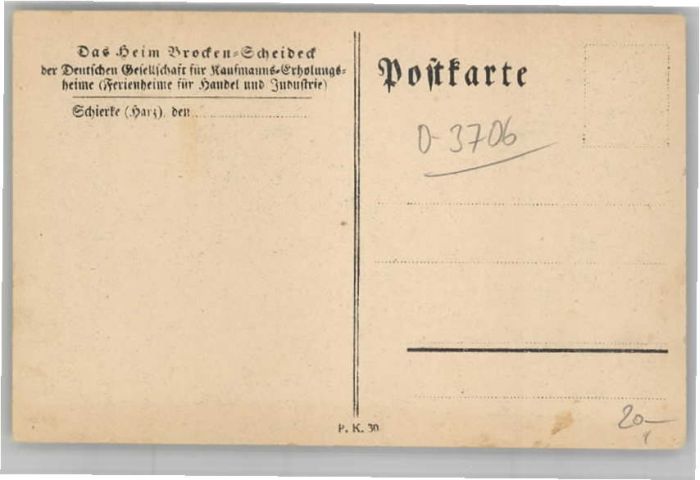 Das Heim Brocken-Scheideck
der Deutschen Gesellschaft für Kaufmanns-Erholungs-
heime (Ferienheime für Handel und Industrie)
Schierke (Harz), den
Postkarte
D-3706
P. K. 30
20,-